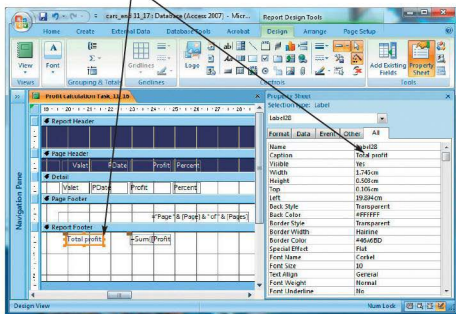 cars_end 11_17 : Database (Access 2007) - Micr... Report Design Tools
Home Create External Data Database Tools Acrobat Design Arrange Page Setup
View Font Gridlines Logo Add Existing Fields Property Sheet
Views Grouping & Totals Gridlines Controls Tools
Profit calculation Task_11_16
Report Header
Page Header
Valet PDate Profit Percent
Detail
Valet PDate Profit Percent
Page Footer
="Page " & [Page] & " of " & [Pages]
Report Footer
Total profit =Sum([Profit
Navigation Pane
Property Sheet
Selection type: Label
Label28
Format Data Event Other All
Name Label28
Caption Total profit
Visible Yes
Width 1.745cm
Height 0.503cm
Top 0.106cm
Left 19.894cm
Back Style Transparent
Back Color #FFFFFF
Border Style Transparent
Border Width Hairline
Border Color
Special Effect Flat
Font Name Corbel
Font Size 10
Text Align General
Font Weight Normal
Font Underline No
Design View Num Lock